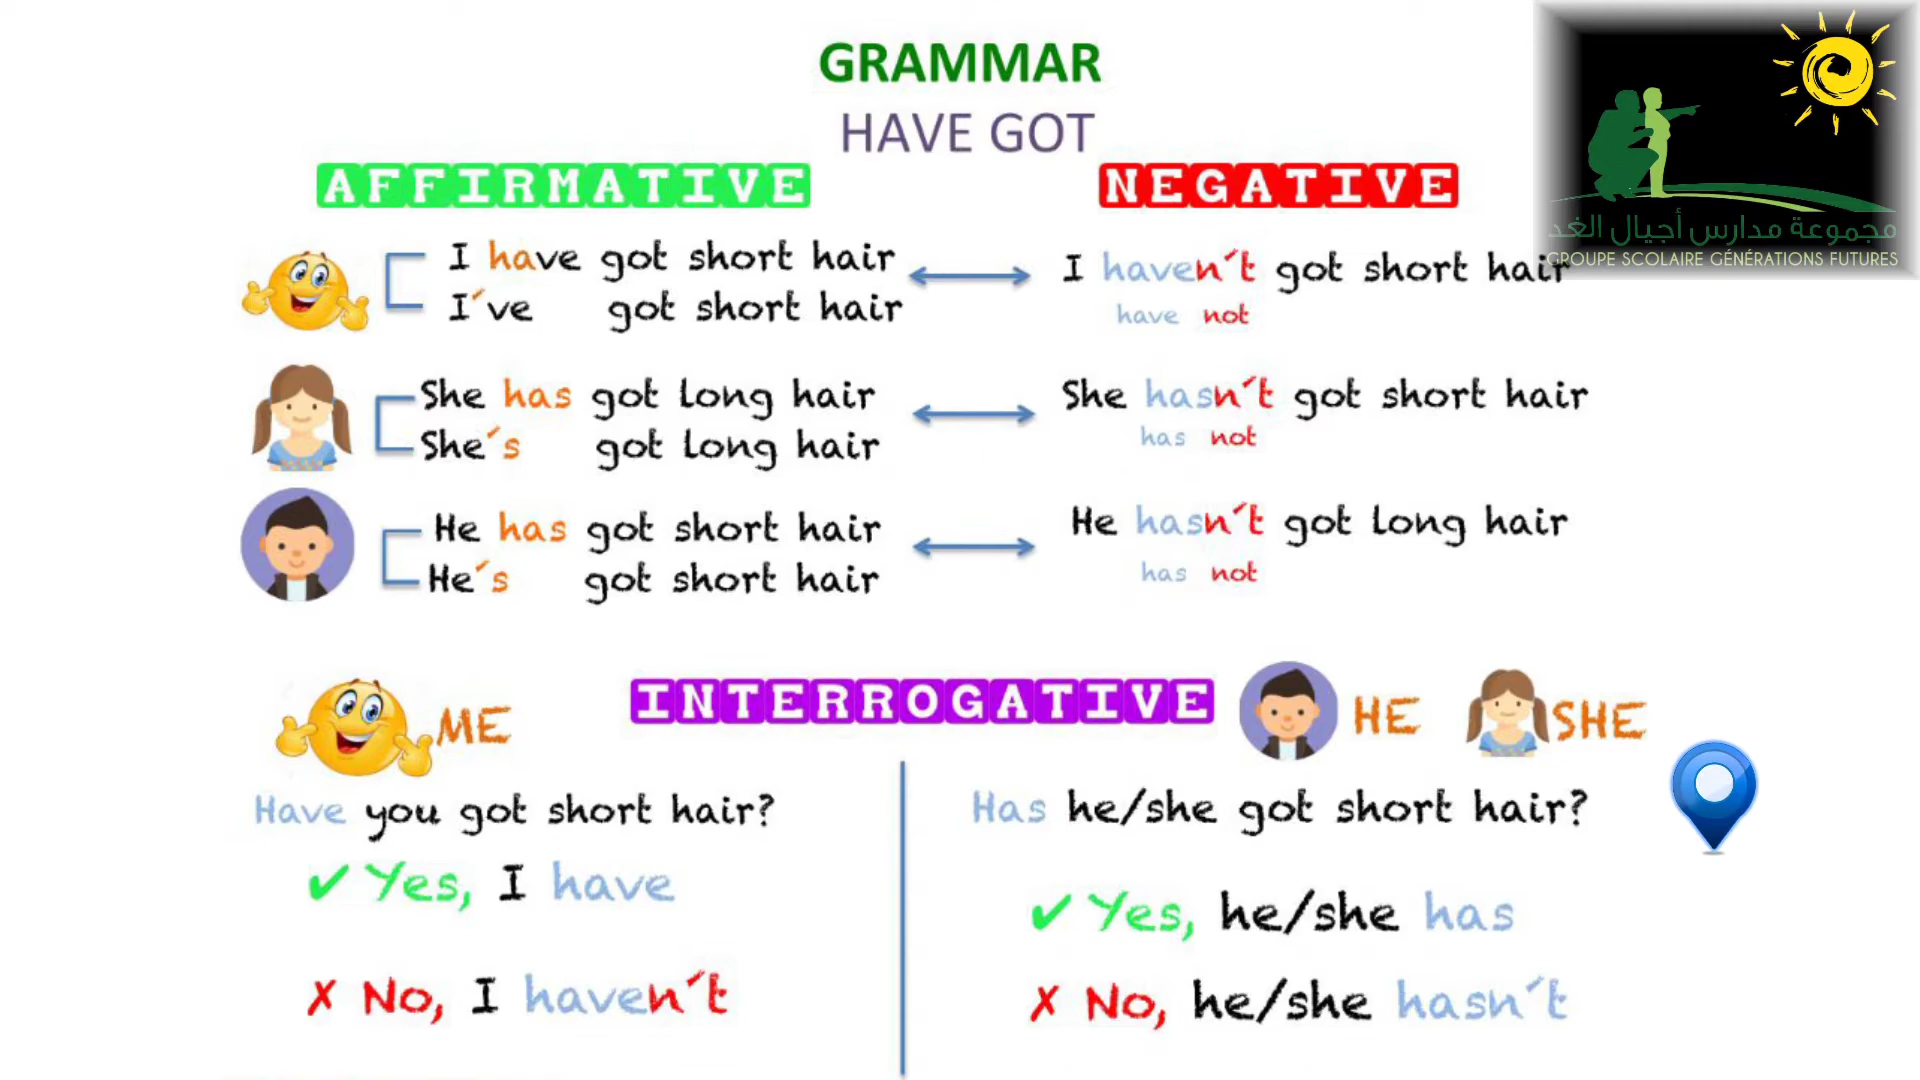 GRAMMAR
HAVE GOT
AFFIRMATIVE
NEGATIVE
مجموعة مدارس أجيال الغد
GROUPE SCOLAIRE GÉNÉRATIONS FUTURES
I have got short hair
I haven´t got short hair
I´ve got short hair
have not
She has got long hair
She hasn´t got short hair
She´s got long hair
has not
He has got short hair
He hasn´t got long hair
He´s got short hair
has not
INTERROGATIVE
ME
HE
SHE
Have you got short hair?
✓ Yes, I have
✗ No, I haven´t
Has he/she got short hair?
✓ Yes, he/she has
✗ No, he/she hasn´t